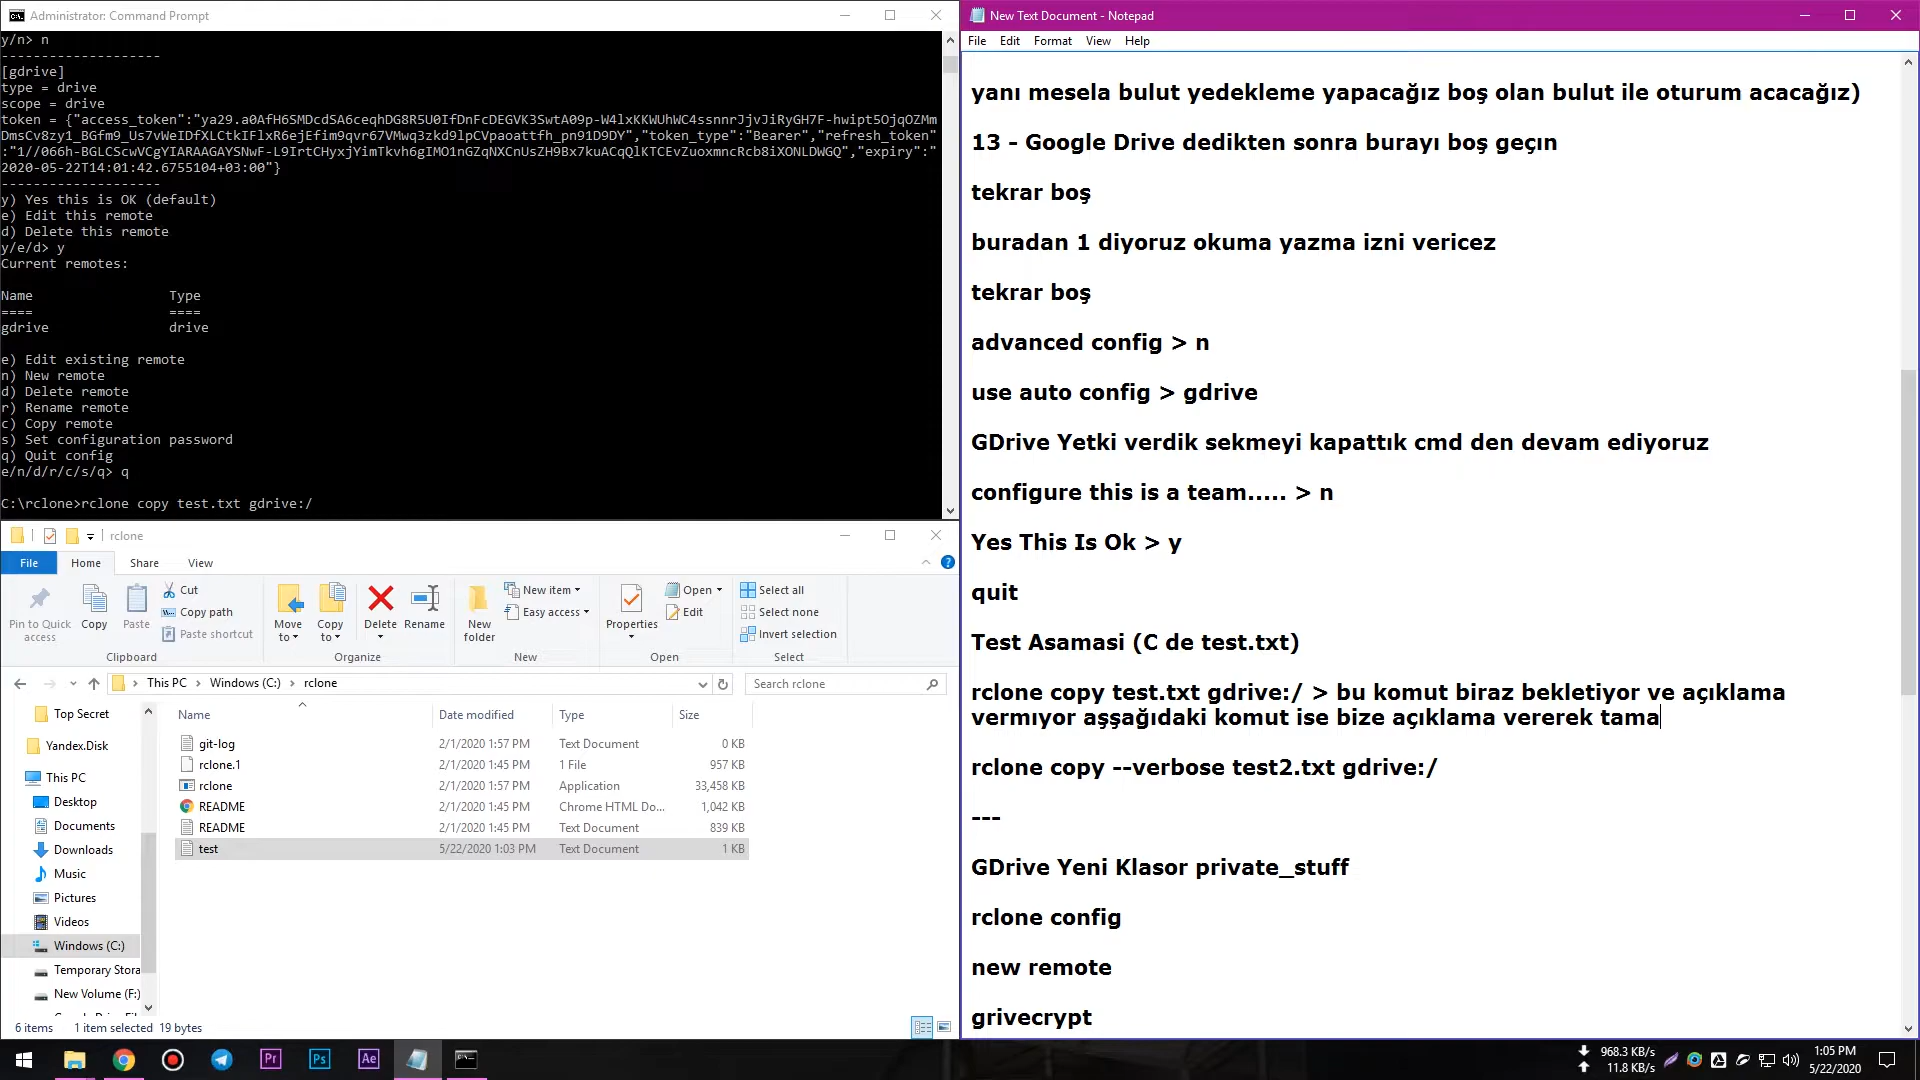 Administrator: Command Prompt
y/n> n
--------------------
[gdrive]
type = drive
scope = drive
y) Yes this is OK (default)
e) Edit this remote
d) Delete this remote
y/e/d> y
Current remotes:
Name Type
==== ====
gdrive drive
e) Edit existing remote
n) New remote
d) Delete remote
r) Rename remote
c) Copy remote
s) Set configuration password
q) Quit config
e/n/d/r/c/s/q> q
C:\rclone>rclone copy test.txt gdrive:/
rclone
File Home Share View
Pin to Quick access
Copy
Paste
Cut
Copy path
Paste shortcut
Clipboard
Move to
Copy to
Delete
Rename
Organize
New folder
New item
Easy access
New
Properties
Open
Edit
Open
Select all
Select none
Invert selection
Select
This PC > Windows (C:) > rclone
Search rclone
Top Secret
Yandex.Disk
This PC
Desktop
Documents
Downloads
Music
Pictures
Videos
Windows (C:)
Temporary Stora
New Volume (F:)
Name Date modified Type Size
git-log 2/1/2020 1:57 PM Text Document 0 KB
rclone.1 2/1/2020 1:45 PM 1 File 957 KB
rclone 2/1/2020 1:57 PM Application 33,458 KB
README 2/1/2020 1:45 PM Chrome HTML Do... 1,042 KB
README 2/1/2020 1:45 PM Text Document 839 KB
test 5/22/2020 1:03 PM Text Document 1 KB
6 items 1 item selected 19 bytes
New Text Document - Notepad
File Edit Format View Help
yanı mesela bulut yedekleme yapacağız boş olan bulut ile oturum acacağız)
13 - Google Drive dedikten sonra burayı boş geçın
tekrar boş
buradan 1 diyoruz okuma yazma izni vericez
tekrar boş
advanced config > n
use auto config > gdrive
GDrive Yetki verdik sekmeyi kapattık cmd den devam ediyoruz
configure this is a team..... > n
Yes This Is Ok > y
quit
Test Asamasi (C de test.txt)
rclone copy test.txt gdrive:/ > bu komut biraz bekletiyor ve açıklama
vermıyor aşşağıdaki komut ise bize açıklama vererek tama
rclone copy --verbose test2.txt gdrive:/
---
GDrive Yeni Klasor private_stuff
rclone config
new remote
grivecrypt
Pr Ps Ae
968.3 KB/s
11.8 KB/s
1:05 PM
5/22/2020